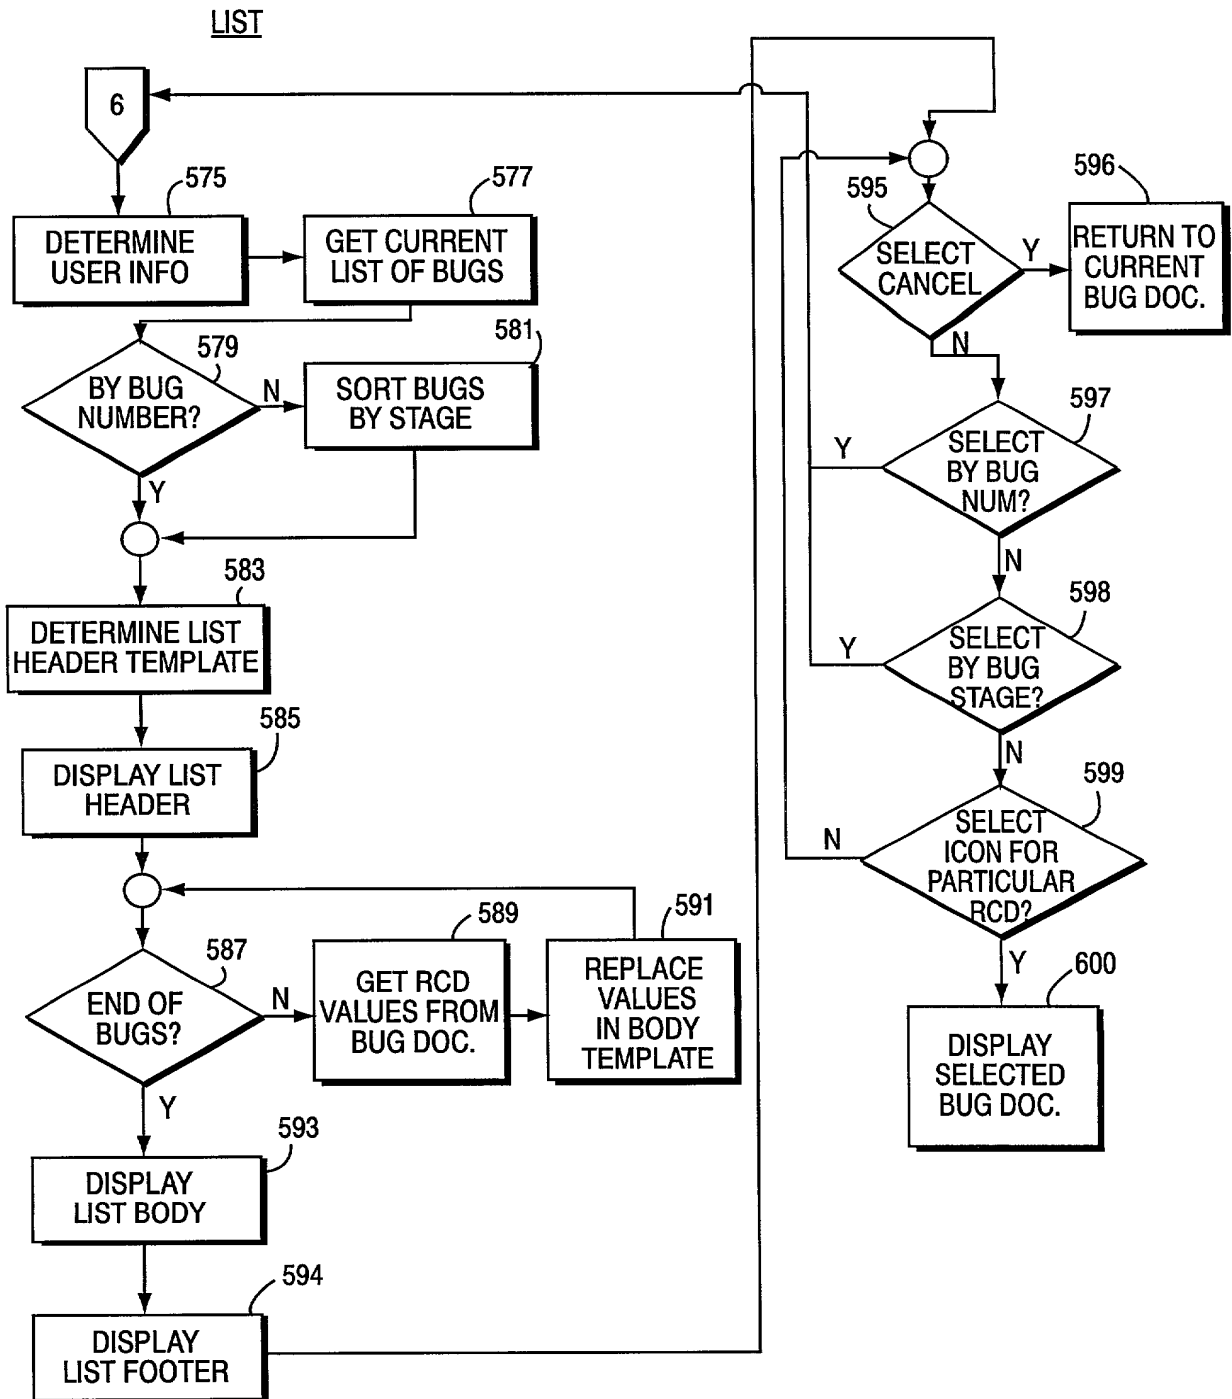 LIST
6
575
DETERMINE
USER INFO
577
GET CURRENT
LIST OF BUGS
579
BY BUG
NUMBER?
N
Y
581
SORT BUGS
BY STAGE
583
DETERMINE LIST
HEADER TEMPLATE
585
DISPLAY LIST
HEADER
587
END OF
BUGS?
N
Y
589
GET RCD
VALUES FROM
BUG DOC.
591
REPLACE
VALUES
IN BODY
TEMPLATE
593
DISPLAY
LIST BODY
594
DISPLAY
LIST FOOTER
595
SELECT
CANCEL
Y
N
596
RETURN TO
CURRENT
BUG DOC.
597
SELECT
BY BUG
NUM?
Y
N
598
SELECT
BY BUG
STAGE?
Y
N
599
SELECT
ICON FOR
PARTICULAR
RCD?
N
Y
600
DISPLAY
SELECTED
BUG DOC.